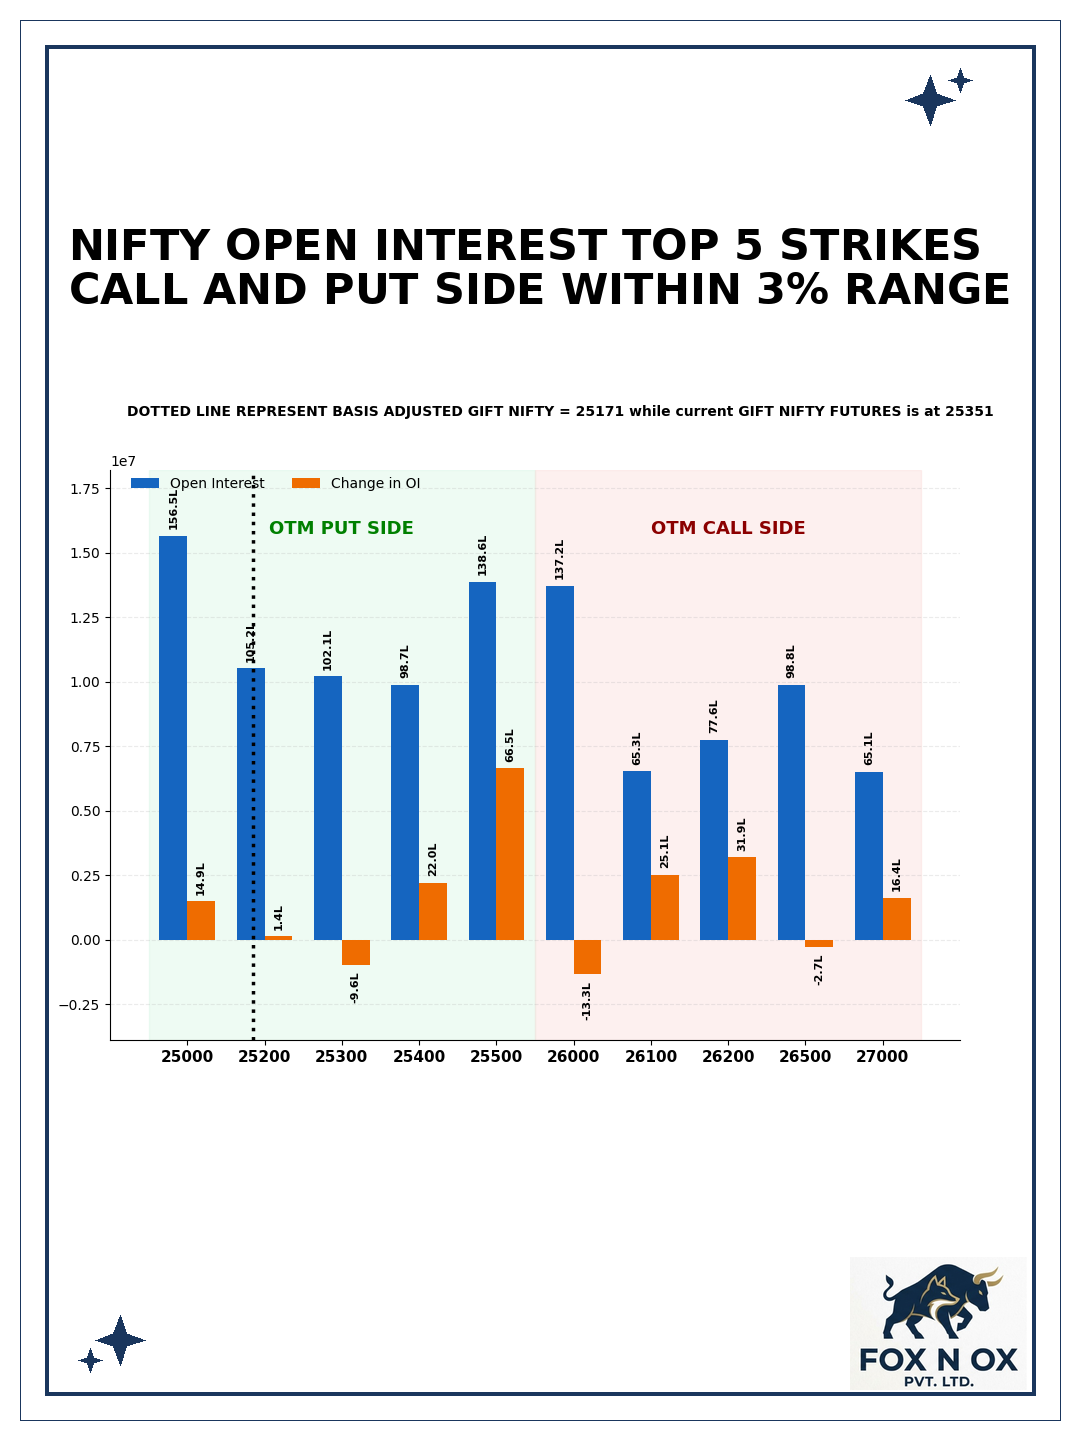 NIFTY OPEN INTEREST TOP 5 STRIKES
CALL AND PUT SIDE WITHIN 3% RANGE
DOTTED LINE REPRESENT BASIS ADJUSTED GIFT NIFTY = 25171 while current GIFT NIFTY FUTURES is at 25351
1e7
Open Interest
Change in OI
OTM PUT SIDE
OTM CALL SIDE
1.75
1.50
1.25
1.00
0.75
0.50
0.25
0.00
−0.25
156.5L
14.9L
105.2L
1.4L
102.1L
-9.6L
98.7L
22.0L
138.6L
66.5L
137.2L
-13.3L
65.3L
25.1L
77.6L
31.9L
98.8L
-2.7L
65.1L
16.4L
25000 25200 25300 25400 25500 26000 26100 26200 26500 27000
FOX N OX
PVT. LTD.